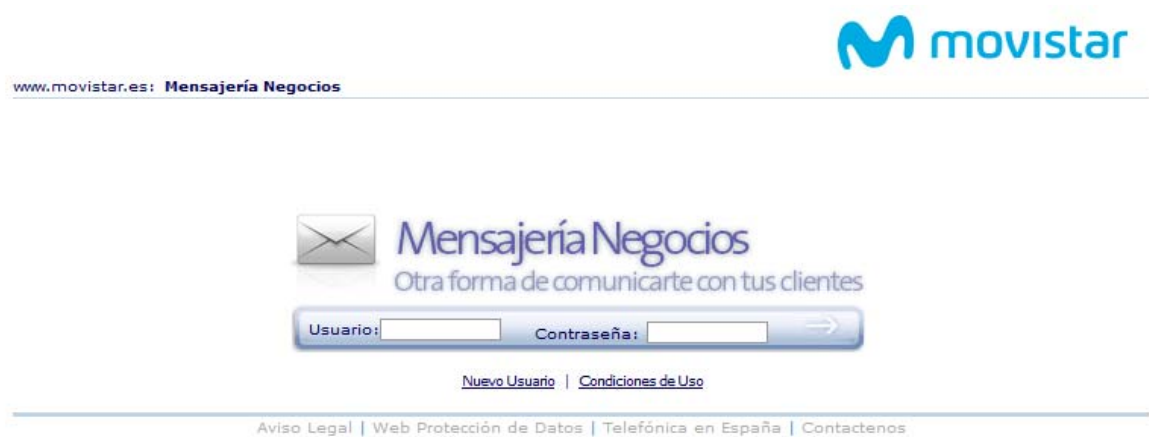 movistar
www.movistar.es: Mensajería Negocios
Mensajería Negocios
Otra forma de comunicarte con tus clientes
Usuario: Contraseña:
Nuevo Usuario | Condiciones de Uso
Aviso Legal | Web Protección de Datos | Telefónica en España | Contactenos